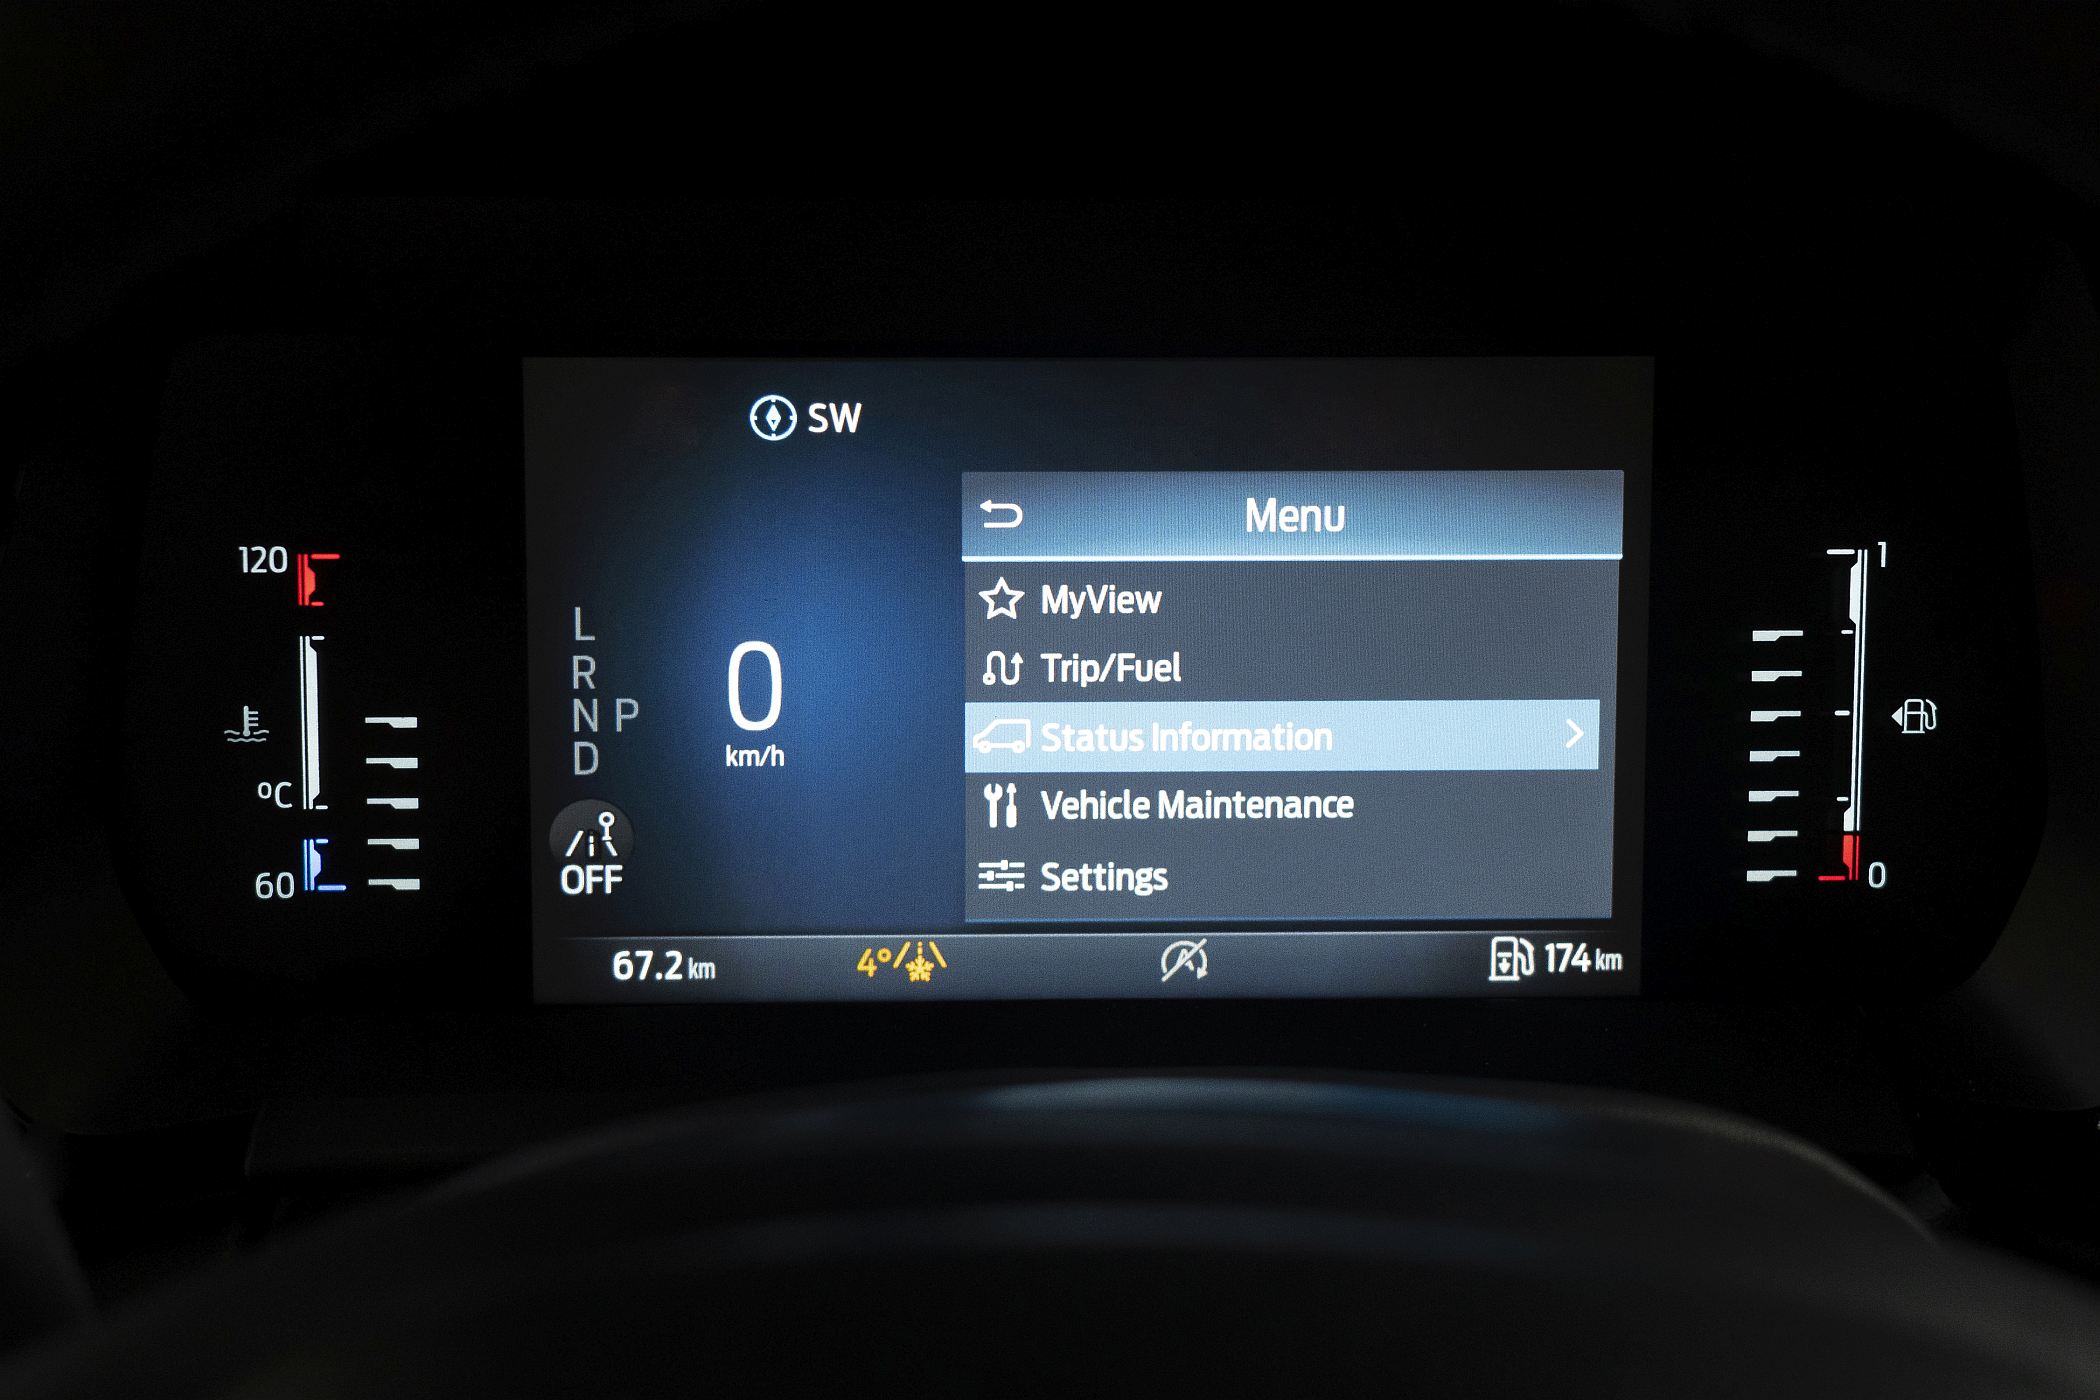 SW
Menu
MyView
Trip/Fuel
Status Information
Vehicle Maintenance
Settings
L
R
N P
D
0
km/h
OFF
120
°C
60
1
0
67.2 km
4°
174 km